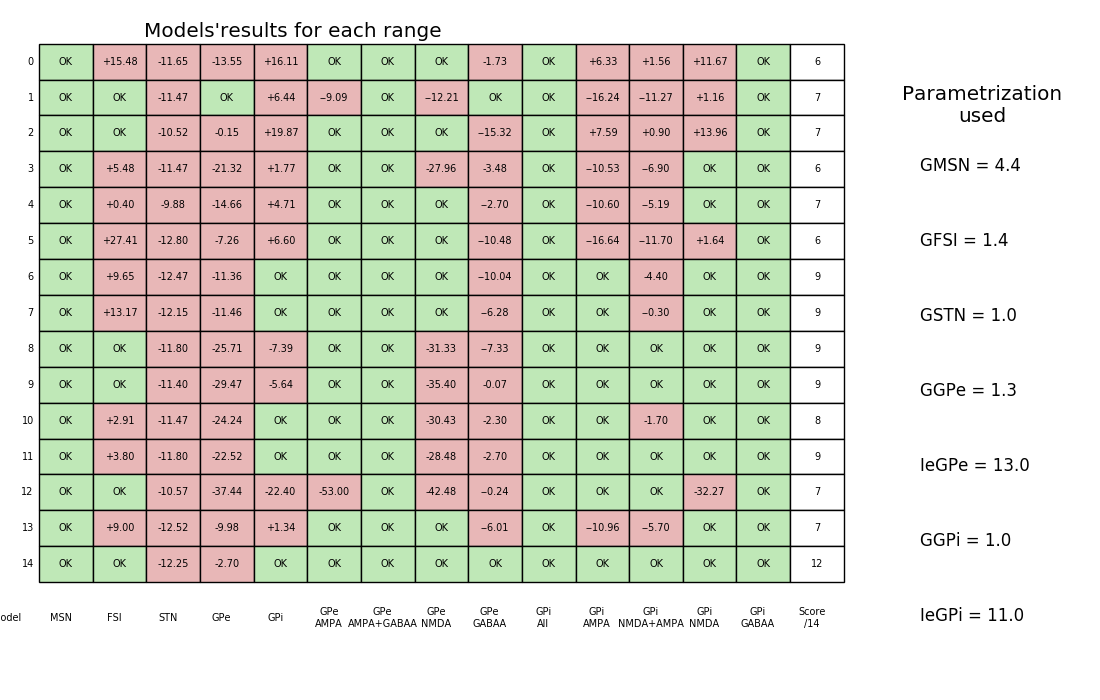 Models'results for each range
0 OK +15.48 -11.65 -13.55 +16.11 OK OK OK -1.73 OK +6.33 +1.56 +11.67 OK 6
1 OK OK -11.47 OK +6.44 --9.09 OK --12.21 OK OK --16.24 --11.27 +1.16 OK 7
2 OK OK -10.52 -0.15 +19.87 OK OK OK --15.32 OK +7.59 +0.90 +13.96 OK 7
3 OK +5.48 -11.47 -21.32 +1.77 OK OK -27.96 -3.48 OK --10.53 --6.90 OK OK 6
4 OK +0.40 -9.88 -14.66 +4.71 OK OK OK --2.70 OK --10.60 --5.19 OK OK 7
5 OK +27.41 -12.80 -7.26 +6.60 OK OK OK --10.48 OK --16.64 --11.70 +1.64 OK 6
6 OK +9.65 -12.47 -11.36 OK OK OK OK --10.04 OK OK -4.40 OK OK 9
7 OK +13.17 -12.15 -11.46 OK OK OK OK --6.28 OK OK --0.30 OK OK 9
8 OK OK -11.80 -25.71 -7.39 OK OK -31.33 --7.33 OK OK OK OK OK 9
9 OK OK -11.40 -29.47 -5.64 OK OK -35.40 -0.07 OK OK OK OK OK 9
10 OK +2.91 -11.47 -24.24 OK OK OK -30.43 -2.30 OK OK -1.70 OK OK 8
11 OK +3.80 -11.80 -22.52 OK OK OK -28.48 -2.70 OK OK OK OK OK 9
12 OK OK -10.57 -37.44 -22.40 -53.00 OK -42.48 --0.24 OK OK OK -32.27 OK 7
13 OK +9.00 -12.52 -9.98 +1.34 OK OK OK --6.01 OK -10.96 --5.70 OK OK 7
14 OK OK -12.25 -2.70 OK OK OK OK OK OK OK OK OK OK 12
odel MSN FSI STN GPe GPi GPe GPe GPe GPe GPi GPi GPi GPi GPi Score
AMPA AMPA+GABAA NMDA GABAA All AMPA NMDA+AMPA NMDA GABAA /14
Parametrization
used
GMSN = 4.4
GFSI = 1.4
GSTN = 1.0
GGPe = 1.3
IeGPe = 13.0
GGPi = 1.0
IeGPi = 11.0